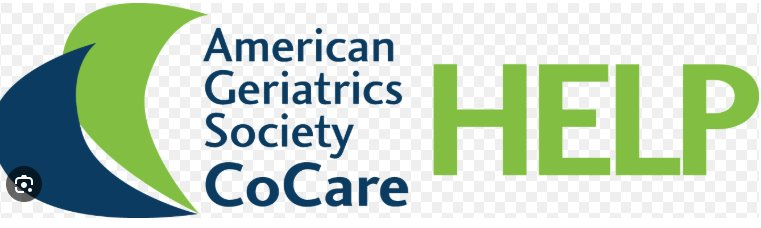 American
Geriatrics
Society
CoCare
HELP